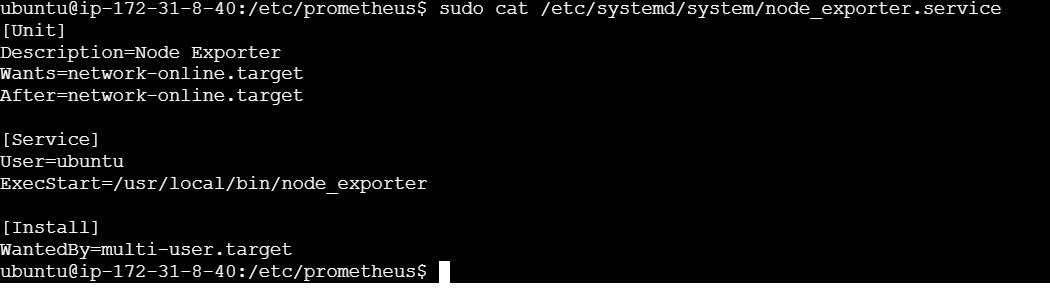 ubuntu@ip-172-31-8-40:/etc/prometheus$ sudo cat /etc/systemd/system/node_exporter.service
[Unit]
Description=Node Exporter
Wants=network-online.target
After=network-online.target
[Service]
User=ubuntu
ExecStart=/usr/local/bin/node_exporter
[Install]
WantedBy=multi-user.target
ubuntu@ip-172-31-8-40:/etc/prometheus$